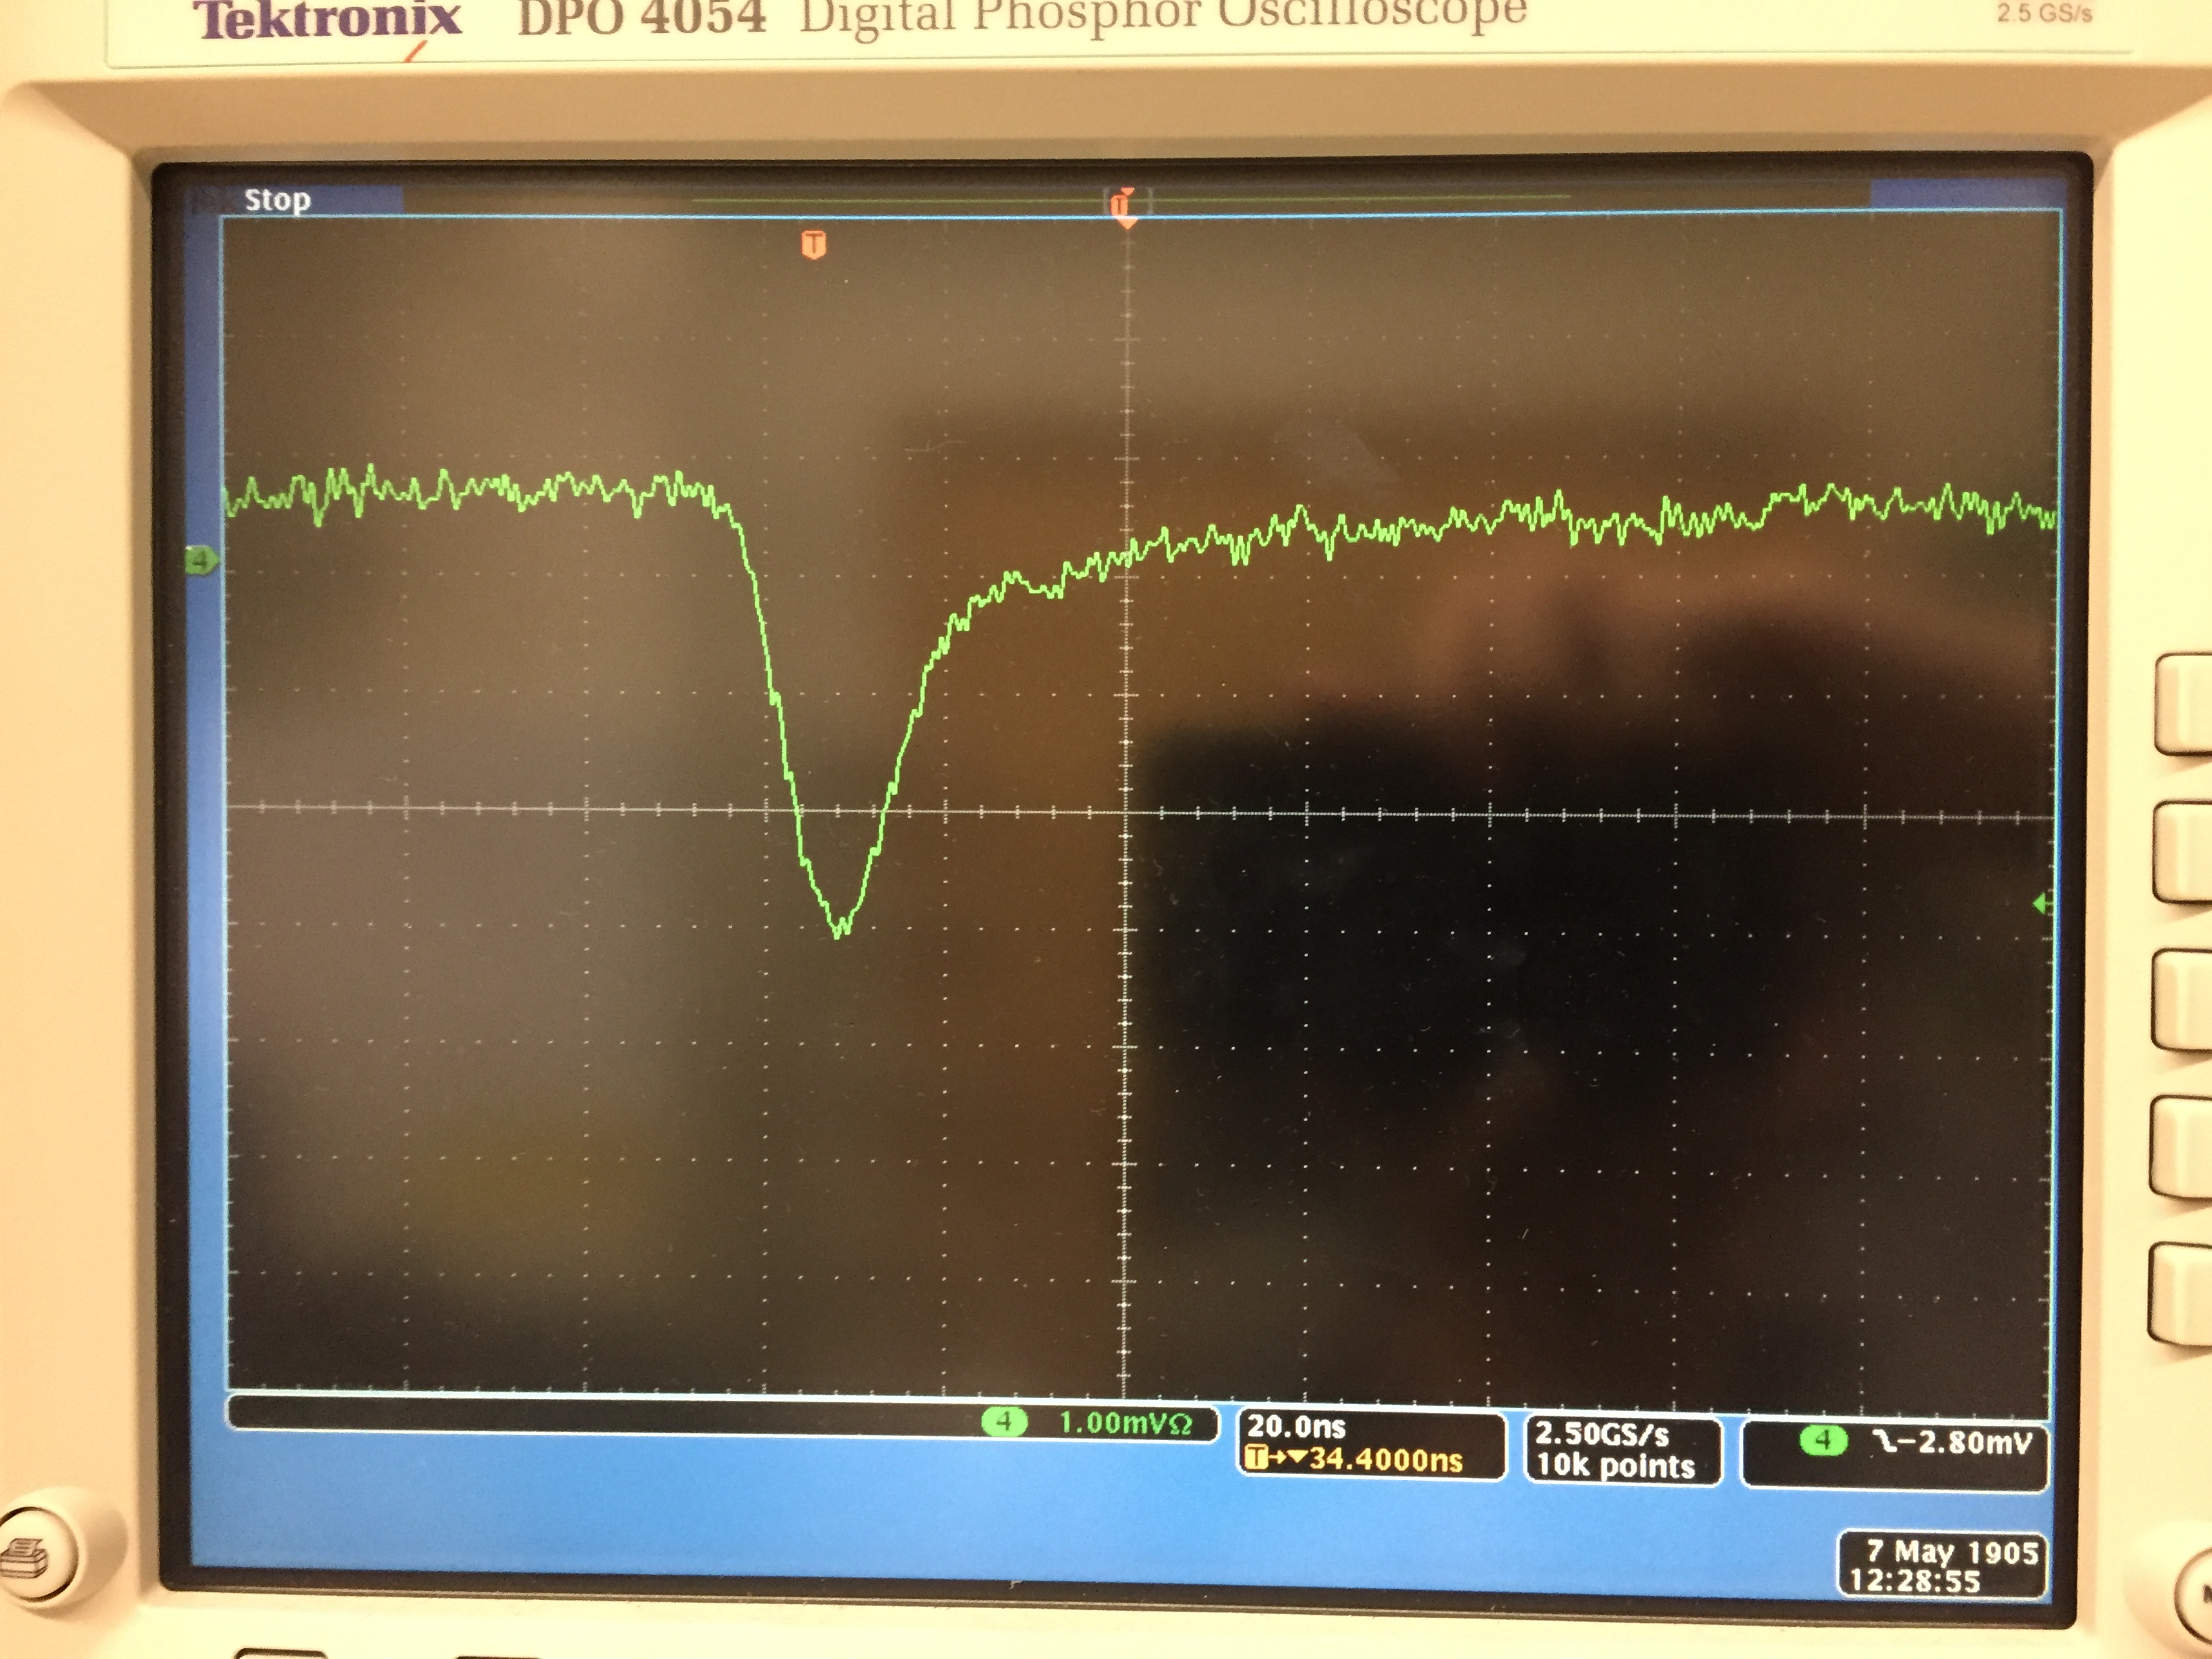 Tektronix DPO 4054 Digital Phosphor Oscilloscope
2.5 GS/s
Stop
T
T
4
4 1.00mVΩ
20.0ns
T→▼34.4000ns
2.50GS/s
10k points
4 -2.80mV
7 May 1905
12:28:55